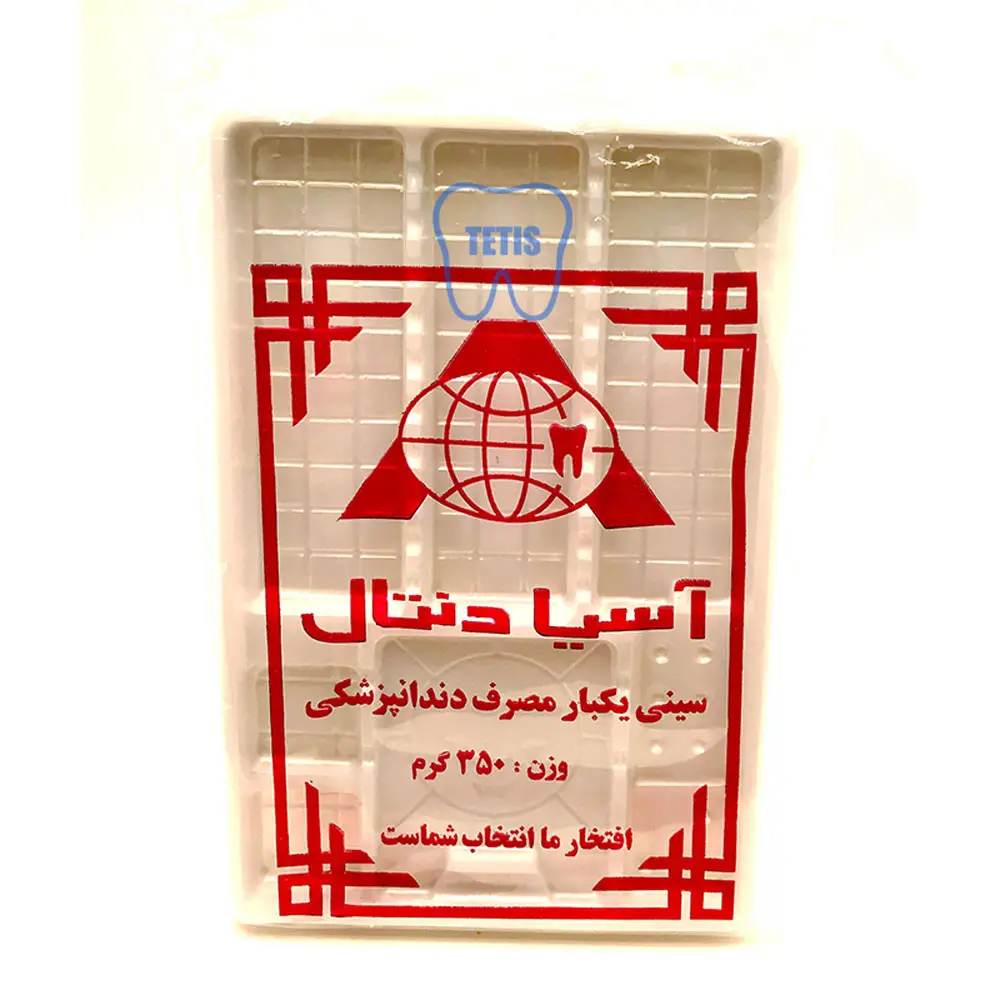 TETIS
آسیا دنتال
سینی یکبار مصرف دندانپزشکی
وزن : ۳۵۰ گرم
افتخار ما انتخاب شماست